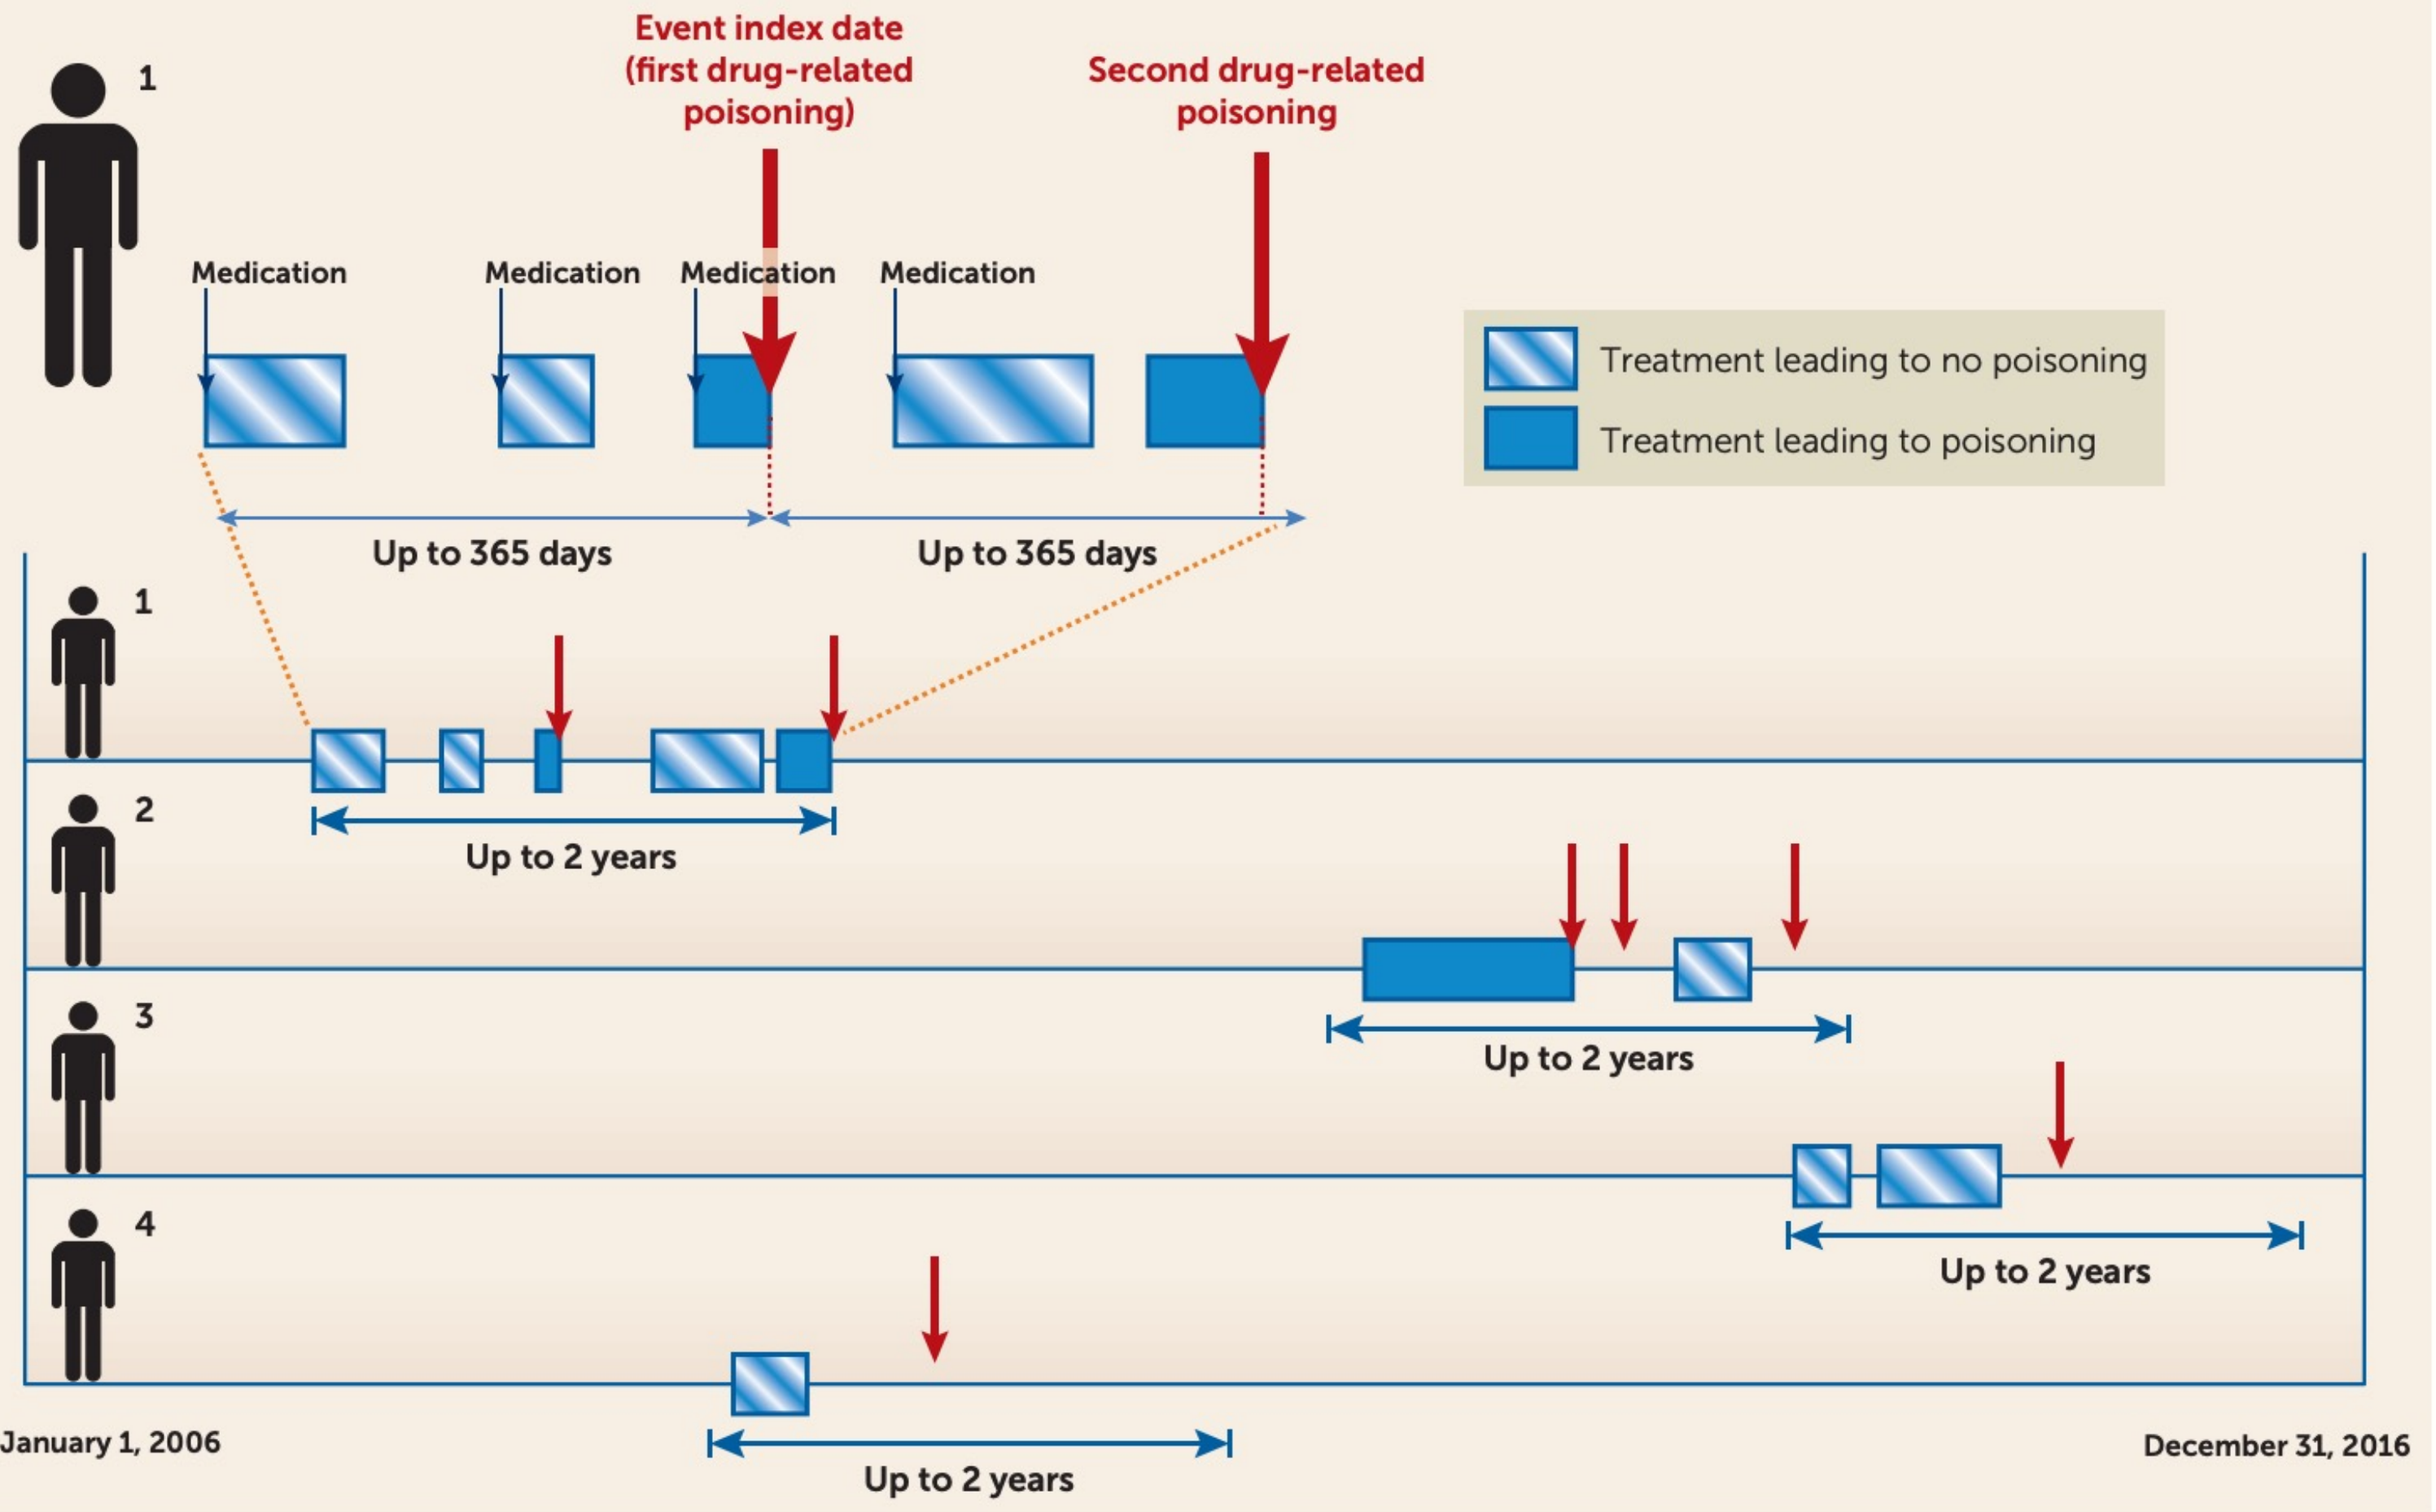 Event index date
(first drug-related
poisoning)
Second drug-related
poisoning
1
Medication
Medication
Medication
Medication
Treatment leading to no poisoning
Treatment leading to poisoning
Up to 365 days
Up to 365 days
1
2
Up to 2 years
3
Up to 2 years
4
Up to 2 years
January 1, 2006
December 31, 2016
Up to 2 years